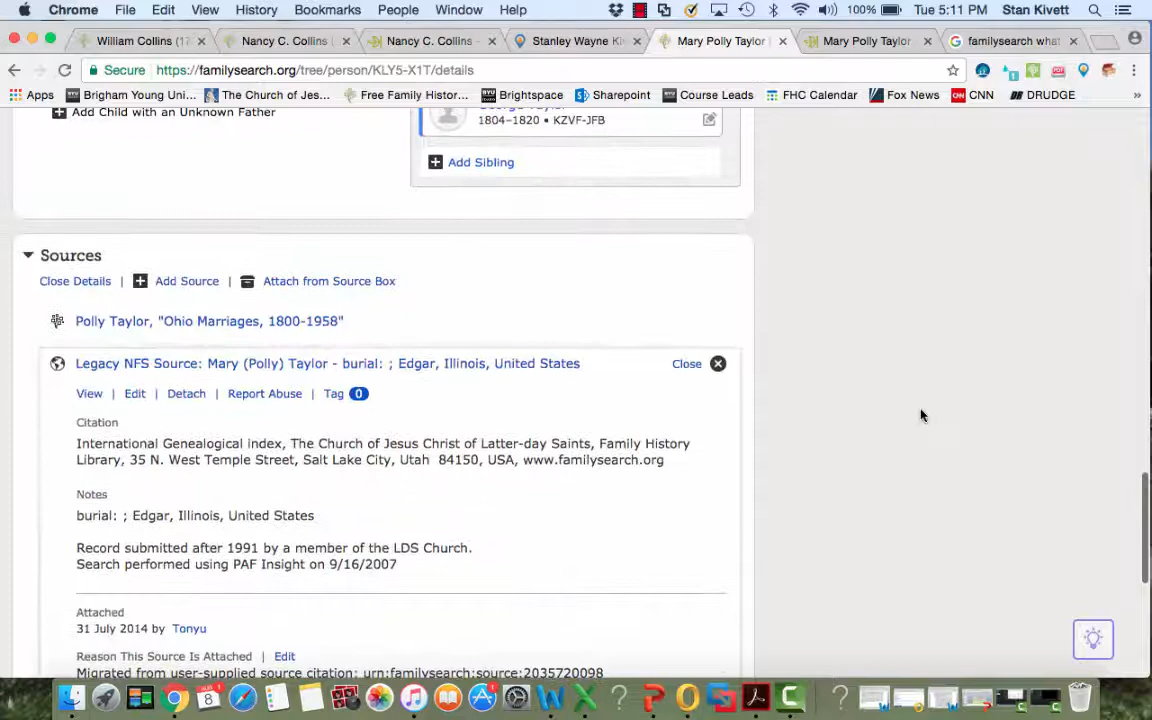 Chrome File Edit View History Bookmarks People Window Help 100% Tue 5:11 PM Stan Kivett
William Collins (17 Nancy C. Collins ( Nancy C. Collins - Stanley Wayne Ki Mary Polly Taylor | Mary Polly Taylor familysearch what
Secure https://familysearch.org/tree/person/KLY5-X1T/details
Apps Brigham Young Uni... The Church of Jes... Free Family Histor... Brightspace Sharepoint Course Leads FHC Calendar Fox News CNN DRUDGE »
Add Child with an Unknown Father
1804–1820 • KZVF-JFB
Add Sibling
Sources
Close Details | Add Source | Attach from Source Box
Polly Taylor, "Ohio Marriages, 1800-1958"
Legacy NFS Source: Mary (Polly) Taylor - burial: ; Edgar, Illinois, United States Close
View | Edit | Detach | Report Abuse | Tag 0
Citation
International Genealogical index, The Church of Jesus Christ of Latter-day Saints, Family History
Library, 35 N. West Temple Street, Salt Lake City, Utah 84150, USA, www.familysearch.org
Notes
burial: ; Edgar, Illinois, United States
Record submitted after 1991 by a member of the LDS Church.
Search performed using PAF Insight on 9/16/2007
Attached
31 July 2014 by Tonyu
Reason This Source Is Attached | Edit
Migrated from user-supplied source citation: urn:familysearch:source:2035720098